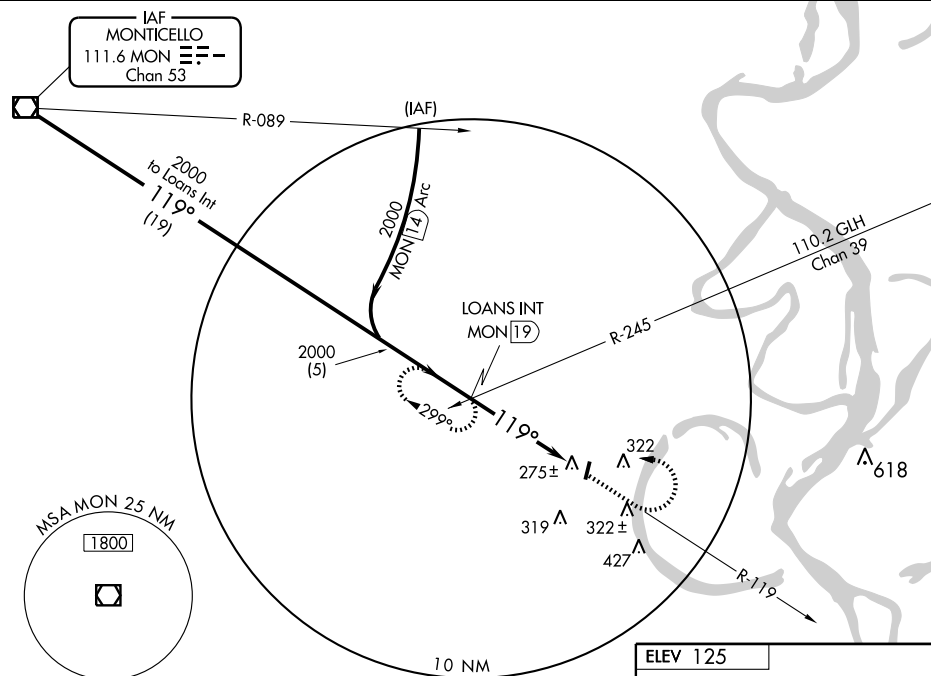 IAF
MONTICELLO
111.6 MON
Chan 53
R-089
(IAF)
2000
to Loans Int
119°
(19)
2000
MON 14 Arc
110.2 GLH
Chan 39
LOANS INT
MON 19
R-245
2000
(5)
299°
119°
322
275±
618
319
322±
427
MSA MON 25 NM
1800
R-119
10 NM
ELEV 125